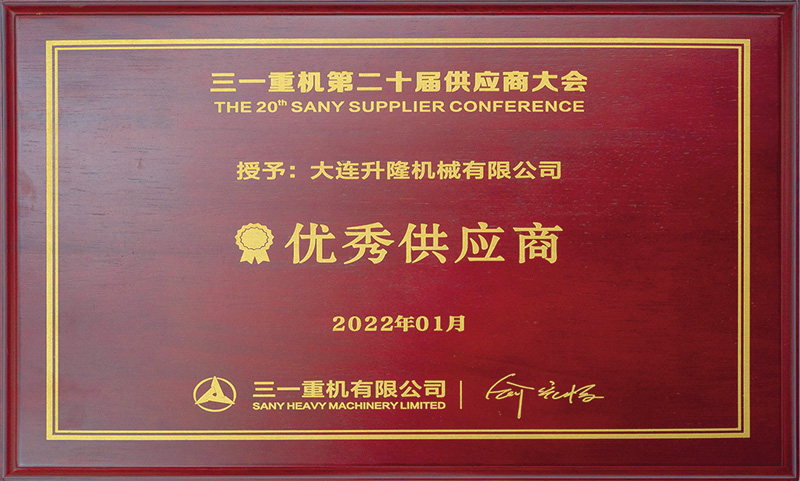 三一重机第二十届供应商大会
THE 20th SANY SUPPLIER CONFERENCE
授予：大连升隆机械有限公司
优秀供应商
2022年01月
三一重机有限公司
SANY HEAVY MACHINERY LIMITED